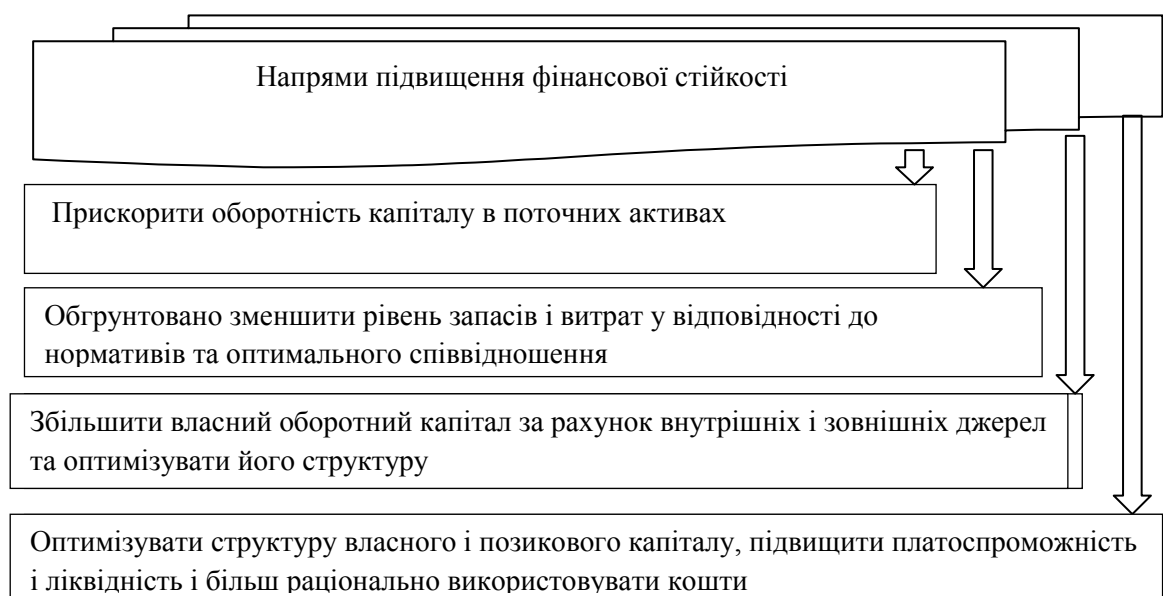 Напрями підвищення фінансової стійкості
Прискорити оборотність капіталу в поточних активах
Обгрунтовано зменшити рівень запасів і витрат у відповідності до
нормативів та оптимального співвідношення
Збільшити власний оборотний капітал за рахунок внутрішніх і зовнішніх джерел
та оптимізувати його структуру
Оптимізувати структуру власного і позикового капіталу, підвищити платоспроможність
і ліквідність і більш раціонально використовувати кошти